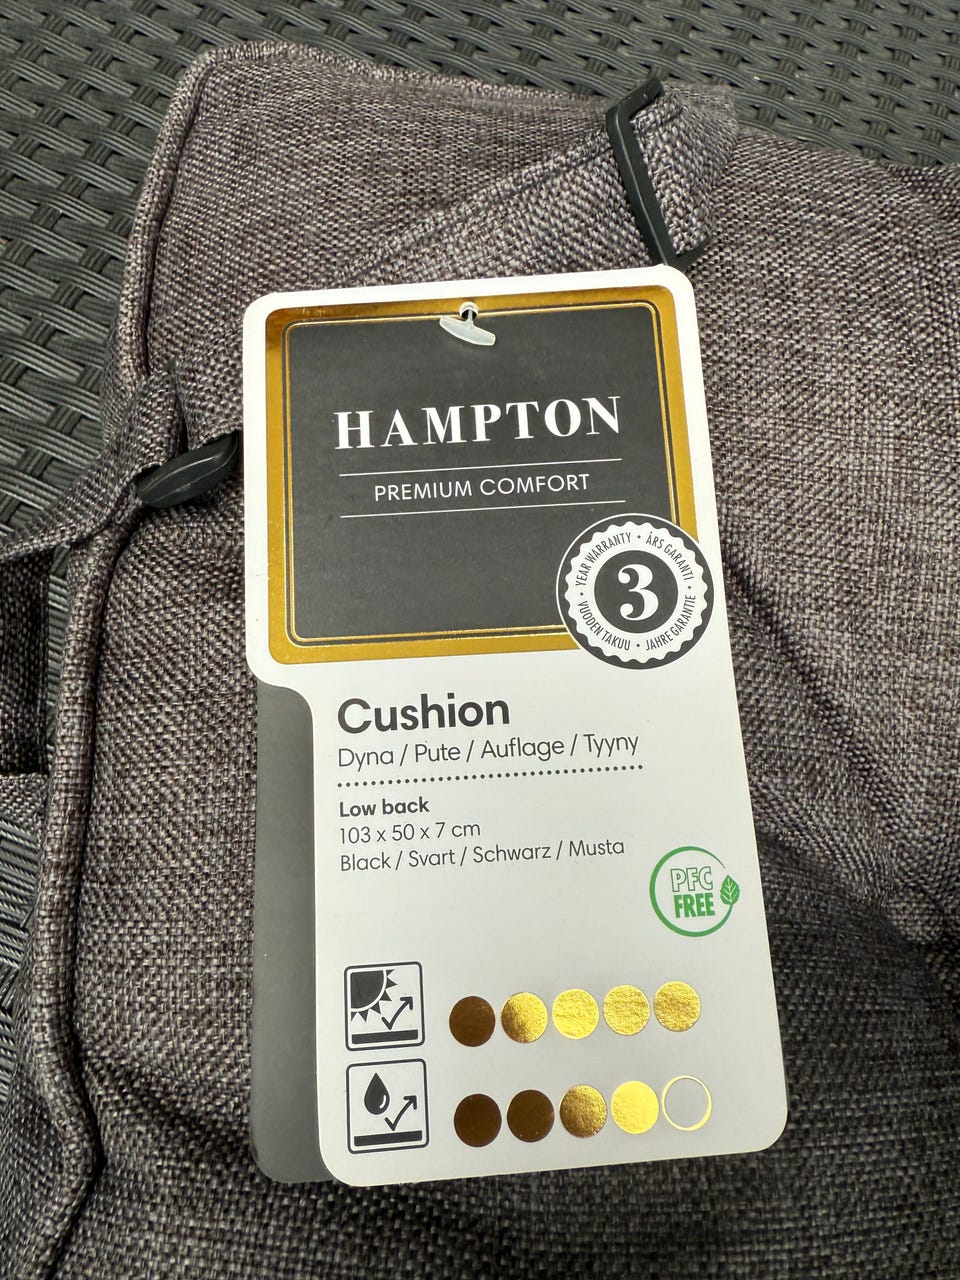 HAMPTON
PREMIUM COMFORT
YEAR WARRANTY • ÅRS GARANTI • JAHRE GARANTIE • VUODEN TAKUU •
3
Cushion
Dyna / Pute / Auflage / Tyyny
Low back
103 x 50 x 7 cm
Black / Svart / Schwarz / Musta
PFC
FREE